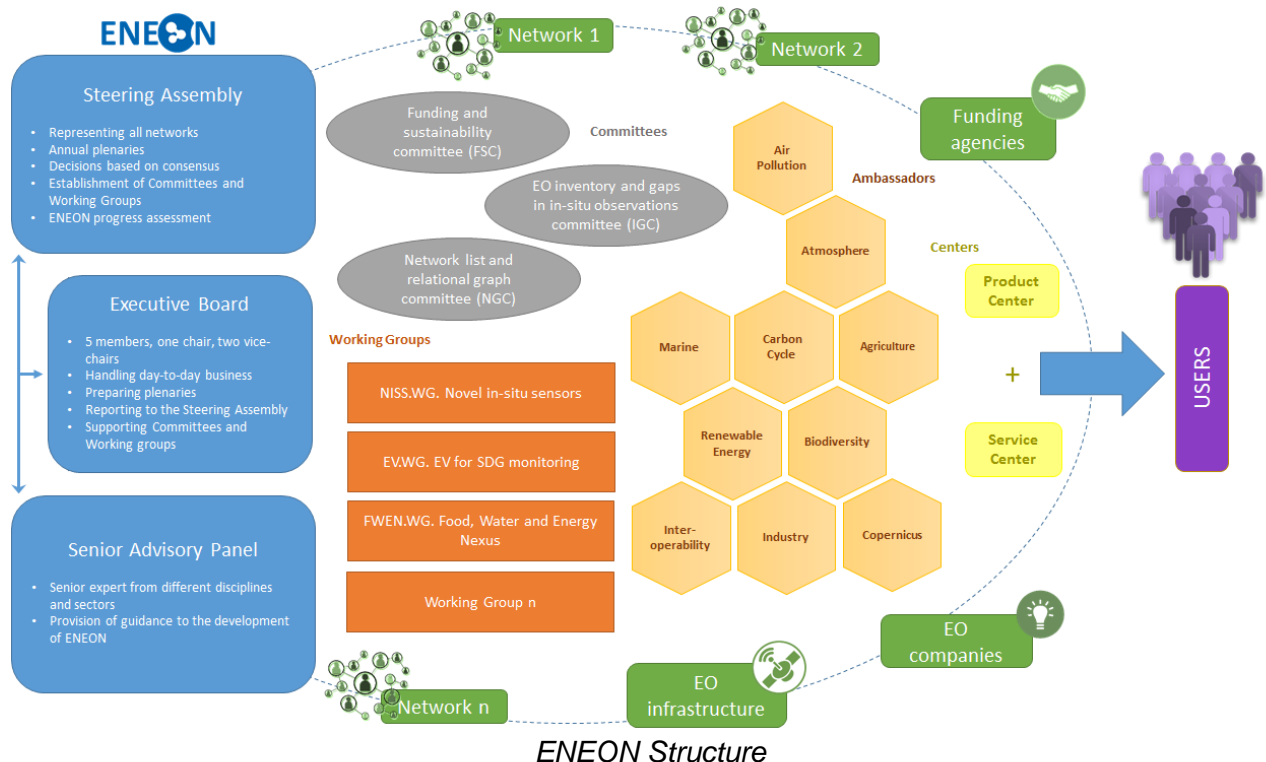 ENEON
Network 1
Network 2
Steering Assembly
• Representing all networks
• Annual plenaries
• Decisions based on consensus
• Establishment of Committees and
Working Groups
• ENEON progress assessment
Executive Board
• 5 members, one chair, two vice-
chairs
• Handling day-to-day business
• Preparing plenaries
• Reporting to the Steering Assembly
• Supporting Committees and
Working groups
Senior Advisory Panel
• Senior expert from different disciplines
and sectors
• Provision of guidance to the development
of ENEON
Funding and
sustainability
committee (FSC)
Committees
EO inventory and gaps
in in-situ observations
committee (IGC)
Network list and
relational graph
committee (NGC)
Working Groups
NISS.WG. Novel in-situ sensors
EV.WG. EV for SDG monitoring
FWEN.WG. Food, Water and Energy
Nexus
Working Group n
Air
Pollution
Ambassadors
Atmosphere
Marine
Carbon
Cycle
Agriculture
Renewable
Energy
Biodiversity
Inter-
operability
Industry
Copernicus
Funding
agencies
Centers
Product
Center
+
Service
Center
USERS
EO
companies
EO
infrastructure
Network n
ENEON Structure